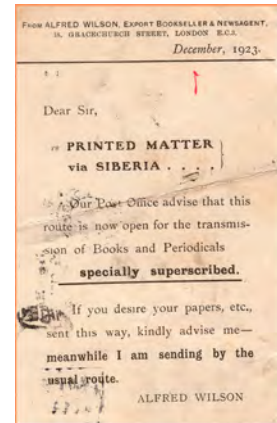 FROM ALFRED WILSON, EXPORT BOOKSELLER & NEWSAGENT,
18, GRACECHURCH STREET, LONDON E.C.3.
December, 1923.
Dear Sir,
re PRINTED MATTER
via SIBERIA . . . .
Our Post Office advise that this
route is now open for the transmis-
sion of Books and Periodicals
specially superscribed.
If you desire your papers, etc.,
sent this way, kindly advise me—
meanwhile I am sending by the
usual route.
ALFRED WILSON